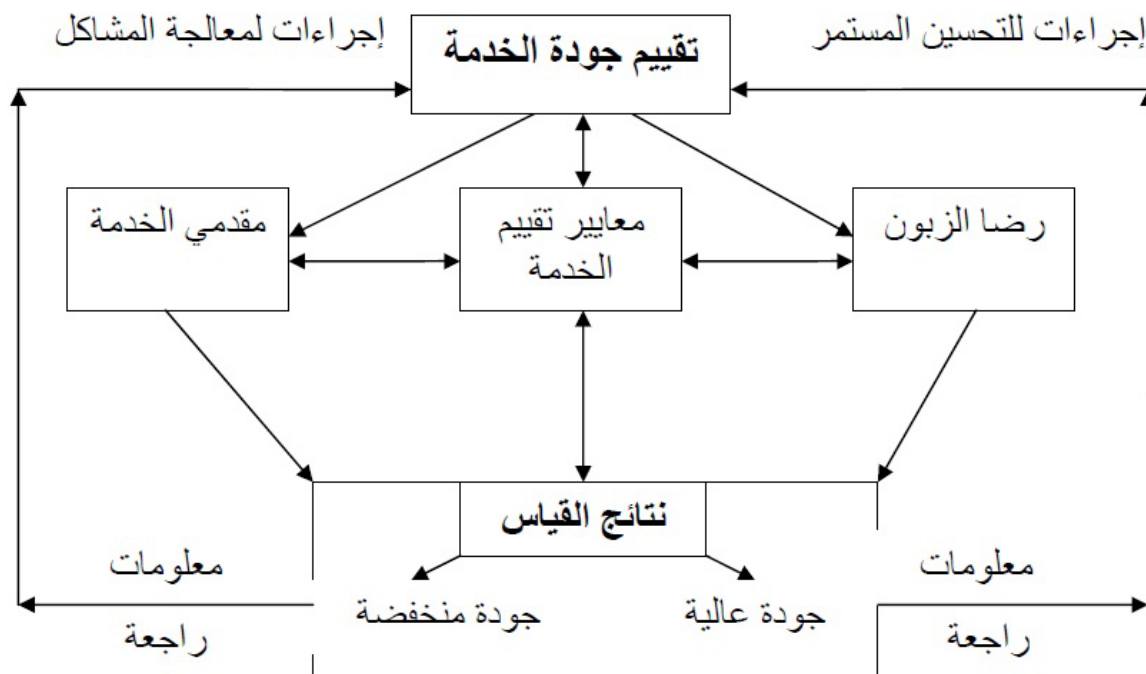 إجراءات للتحسين المستمر
تقييم جودة الخدمة
إجراءات لمعالجة المشاكل
رضا الزبون
معايير تقييم
الخدمة
مقدمي الخدمة
نتائج القياس
معلومات
راجعة
جودة عالية
جودة منخفضة
معلومات
راجعة